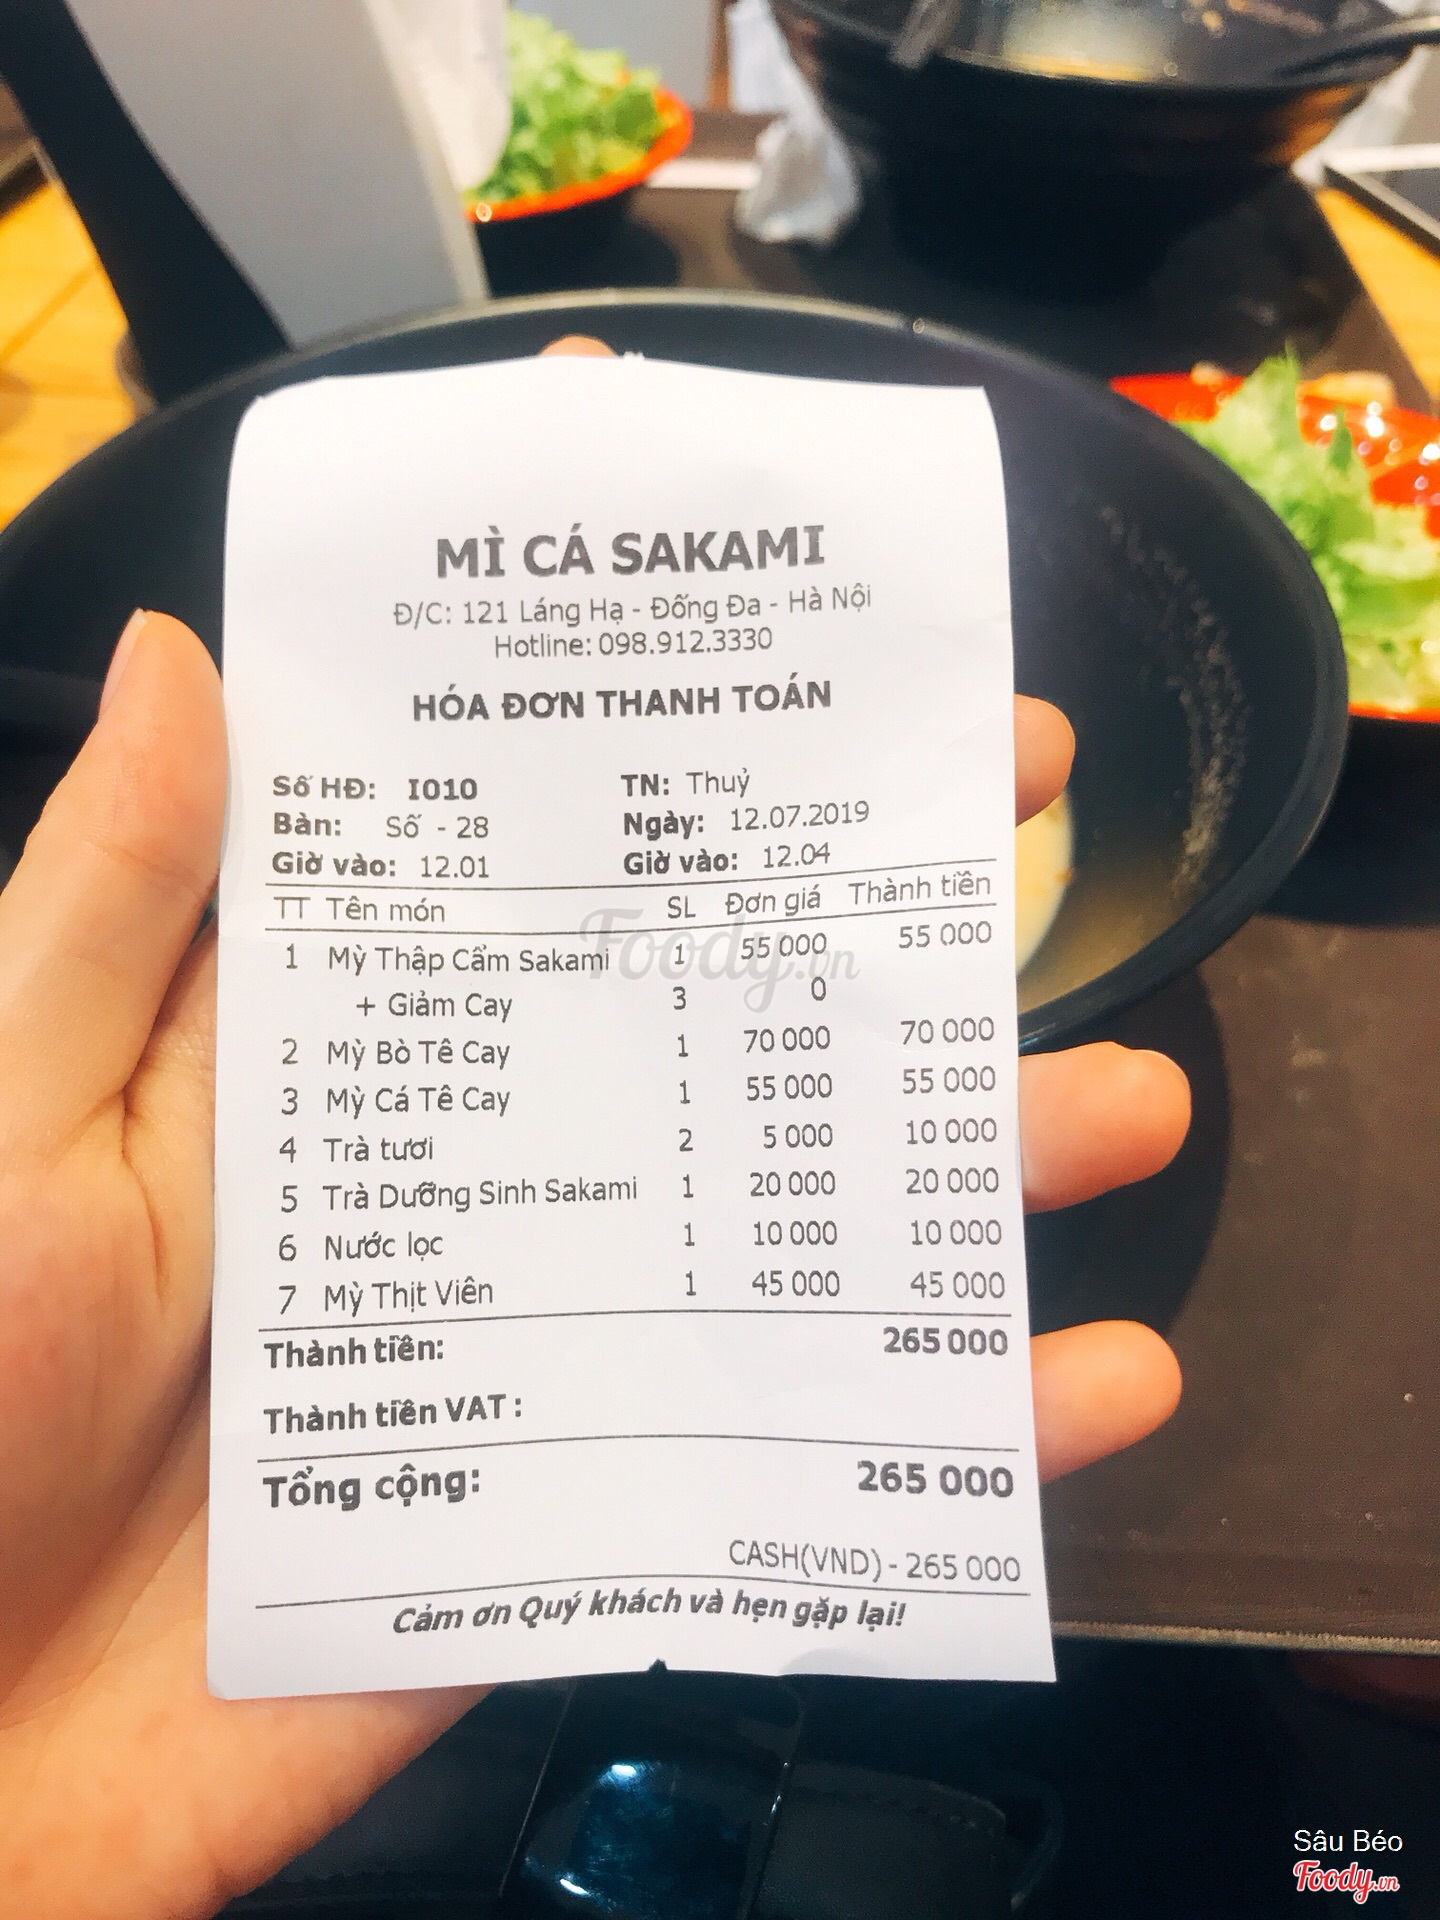 MÌ CÁ SAKAMI
Đ/C: 121 Láng Hạ - Đống Đa - Hà Nội
Hotline: 098.912.3330
HÓA ĐƠN THANH TOÁN
Số HĐ: I010 TN: Thuỷ
Bàn: Số - 28 Ngày: 12.07.2019
Giờ vào: 12.01 Giờ vào: 12.04
TT Tên món SL Đơn giá Thành tiền
1 Mỳ Thập Cẩm Sakami 1 55 000 55 000
+ Giảm Cay 3 0
2 Mỳ Bò Tê Cay 1 70 000 70 000
3 Mỳ Cá Tê Cay 1 55 000 55 000
4 Trà tươi 2 5 000 10 000
5 Trà Dưỡng Sinh Sakami 1 20 000 20 000
6 Nước lọc 1 10 000 10 000
7 Mỳ Thịt Viên 1 45 000 45 000
Thành tiền: 265 000
Thành tiền VAT :
Tổng cộng: 265 000
CASH(VND) - 265 000
Cảm ơn Quý khách và hẹn gặp lại!
Foody.vn
Sâu Béo
Foody.vn